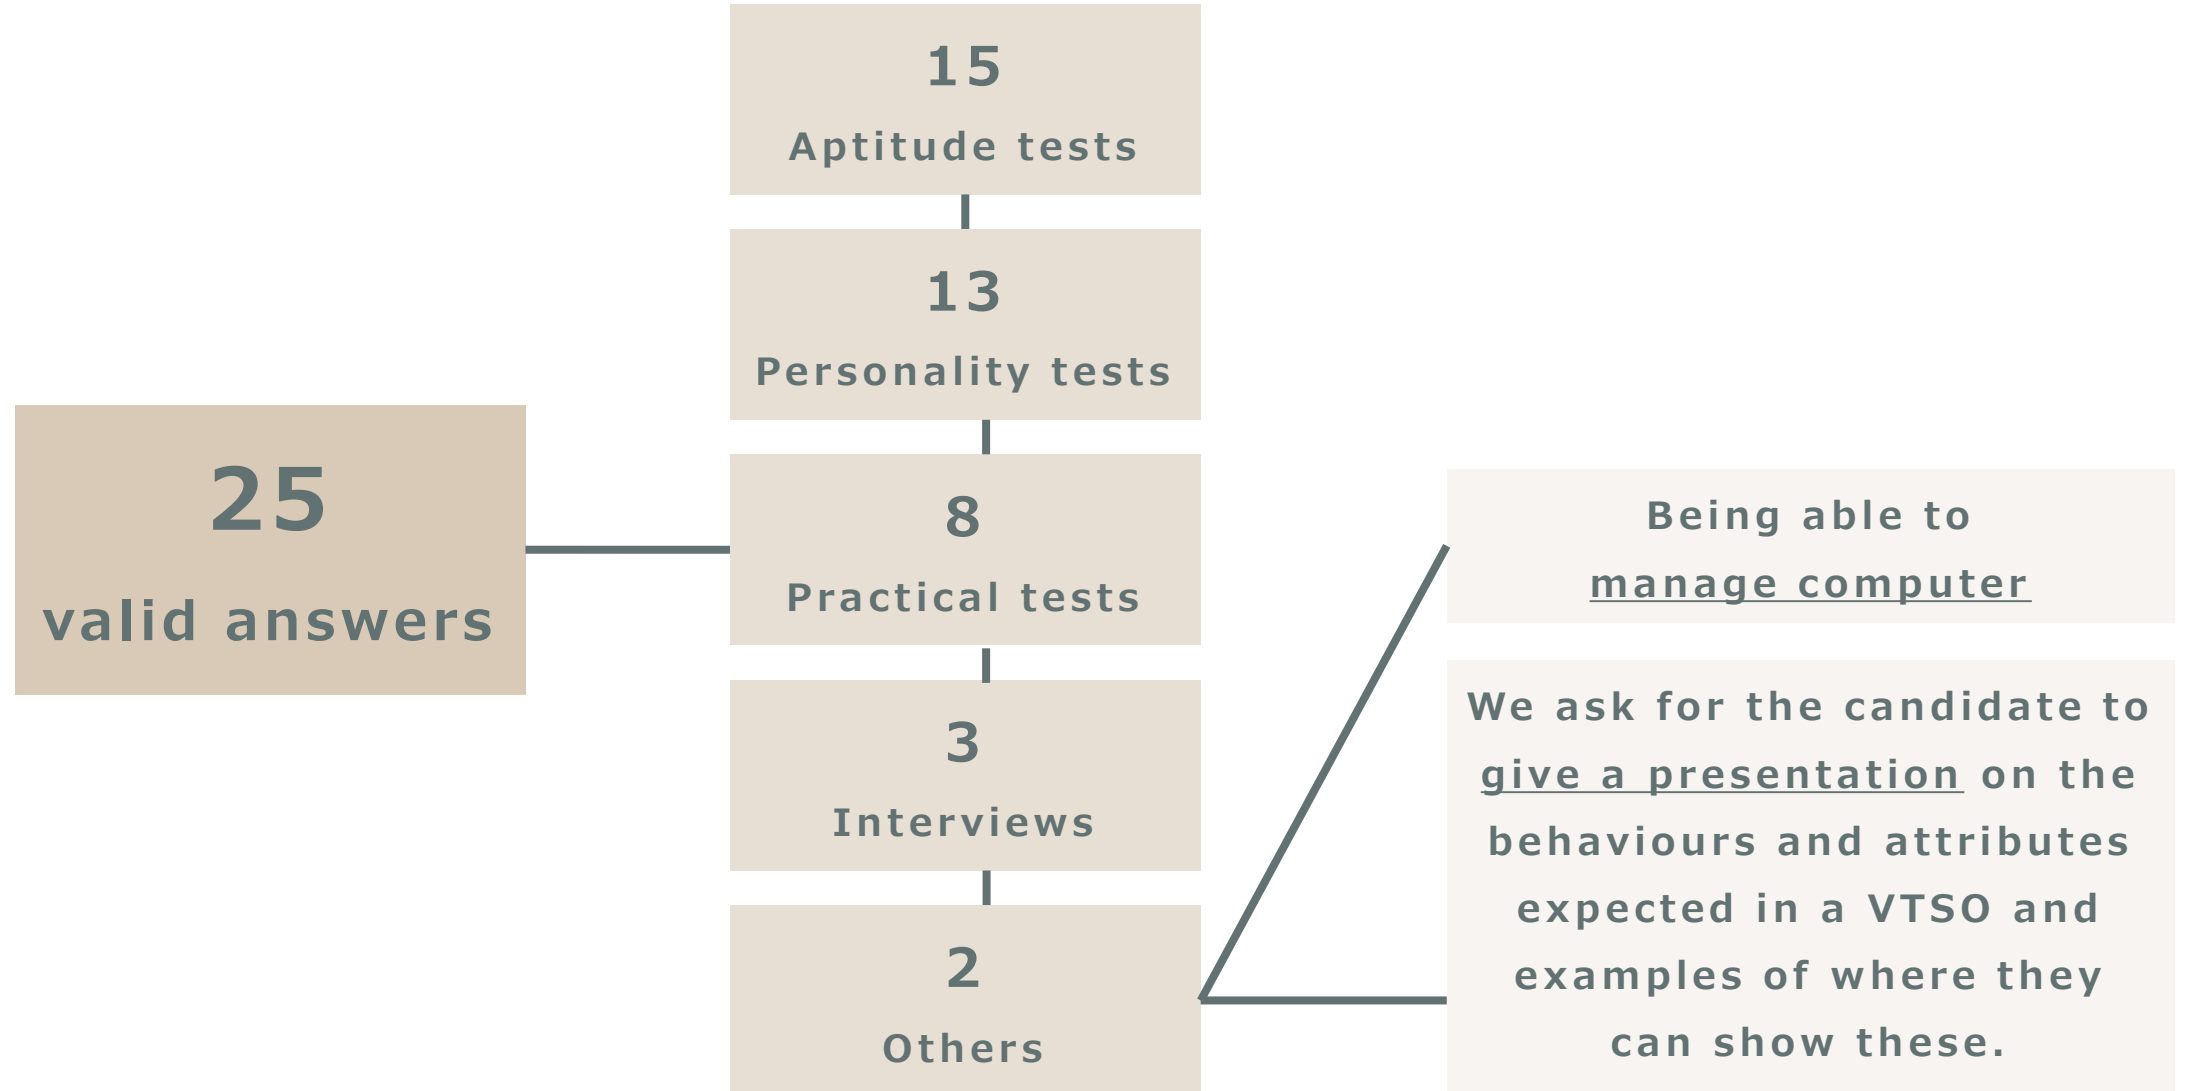 25
valid answers
15
Aptitude tests
13
Personality tests
8
Practical tests
3
Interviews
2
Others
Being able to
manage computer
We ask for the candidate to
give a presentation on the
behaviours and attributes
expected in a VTSO and
examples of where they
can show these.